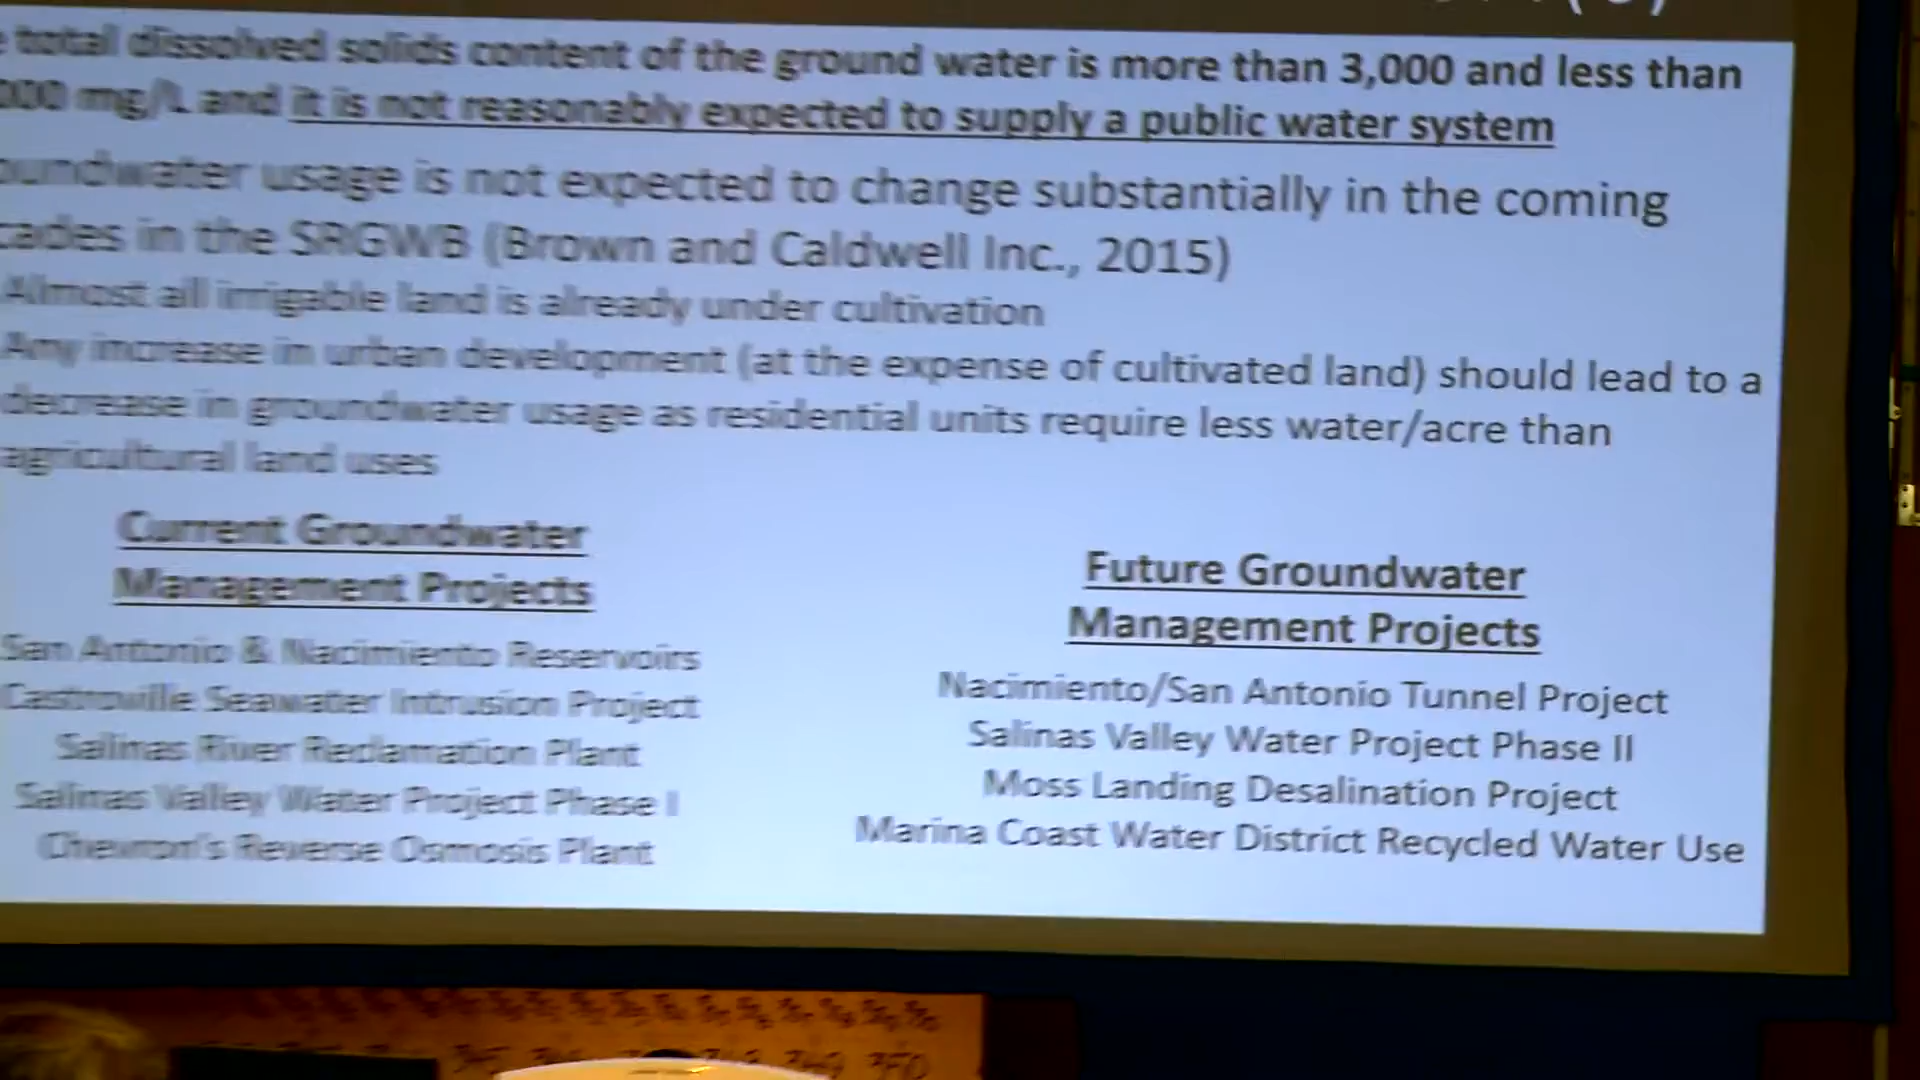 total dissolved solids content of the ground water is more than 3,000 and less than
000 mg/L and it is not reasonably expected to supply a public water system
oundwater usage is not expected to change substantially in the coming
cades in the SRGWB (Brown and Caldwell Inc., 2015)
Almost all irrigable land is already under cultivation
Any increase in urban development (at the expense of cultivated land) should lead to a
decrease in groundwater usage as residential units require less water/acre than
agricultural land uses
Current Groundwater
Management Projects
San Antonio & Nacimiento Reservoirs
Castroville Seawater Intrusion Project
Salinas River Reclamation Plant
Salinas Valley Water Project Phase I
Chevron's Reverse Osmosis Plant
Future Groundwater
Management Projects
Nacimiento/San Antonio Tunnel Project
Salinas Valley Water Project Phase II
Moss Landing Desalination Project
Marina Coast Water District Recycled Water Use